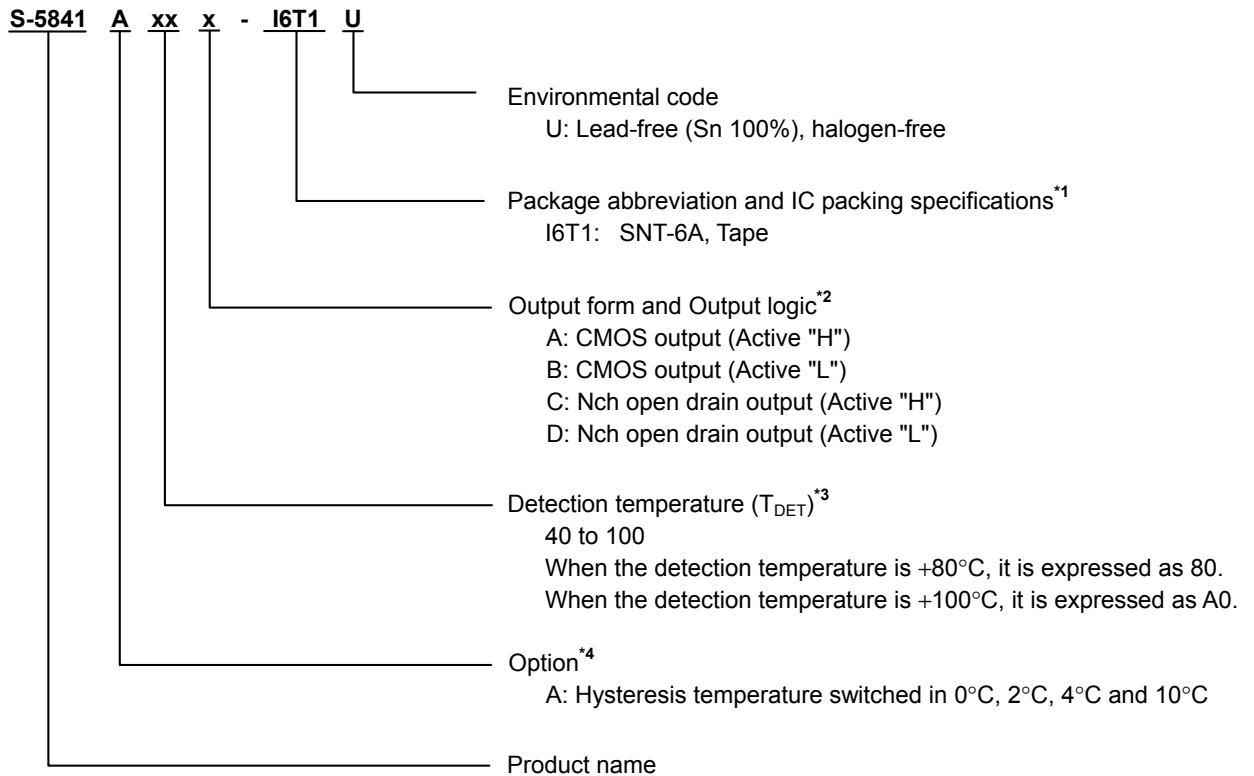 S-5841 A xx x - I6T1 U
Environmental code
U: Lead-free (Sn 100%), halogen-free
Package abbreviation and IC packing specifications*1
I6T1: SNT-6A, Tape
Output form and Output logic*2
A: CMOS output (Active "H")
B: CMOS output (Active "L")
C: Nch open drain output (Active "H")
D: Nch open drain output (Active "L")
Detection temperature (TDET)*3
40 to 100
When the detection temperature is +80°C, it is expressed as 80.
When the detection temperature is +100°C, it is expressed as A0.
Option*4
A: Hysteresis temperature switched in 0°C, 2°C, 4°C and 10°C
Product name